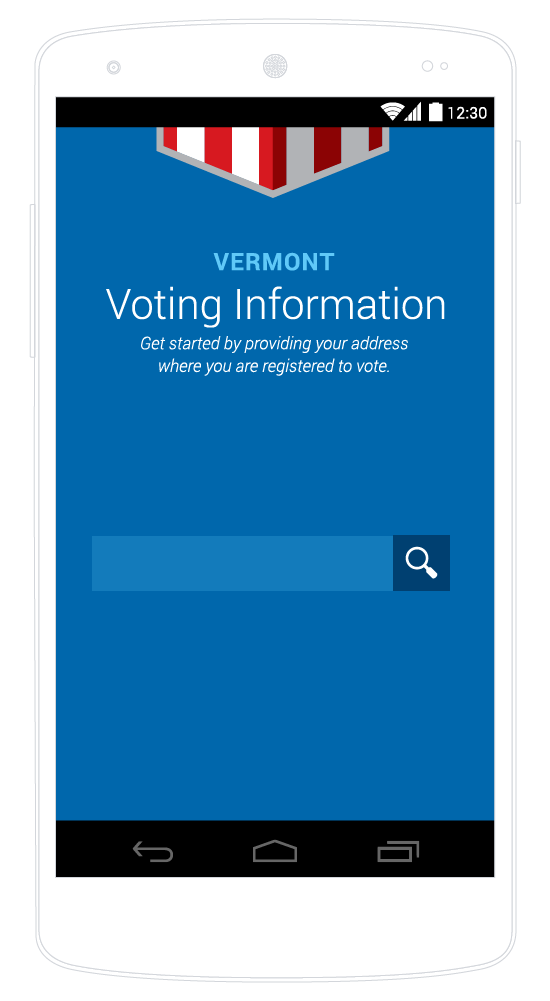 12:30
VERMONT
Voting Information
Get started by providing your address
where you are registered to vote.